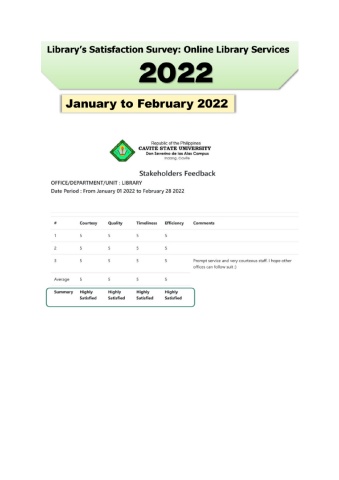 Library's Satisfaction Survey: Online Library Services
2022
January to February 2022
Republic of the Philippines
CAVITE STATE UNIVERSITY
Don Severino de las Alas Campus
Indang, Cavite
Stakeholders Feedback
OFFICE/DEPARTMENT/UNIT : LIBRARY
Date Period : From January 01 2022 to February 28 2022
# Courtesy Quality Timeliness Efficiency Comments
1 5 5 5 5
2 5 5 5 5
3 5 5 5 5 Prompt service and very courteous staff. I hope other
offices can follow suit :)
Average 5 5 5 5
Summary Highly Highly Highly Highly
Satisfied Satisfied Satisfied Satisfied